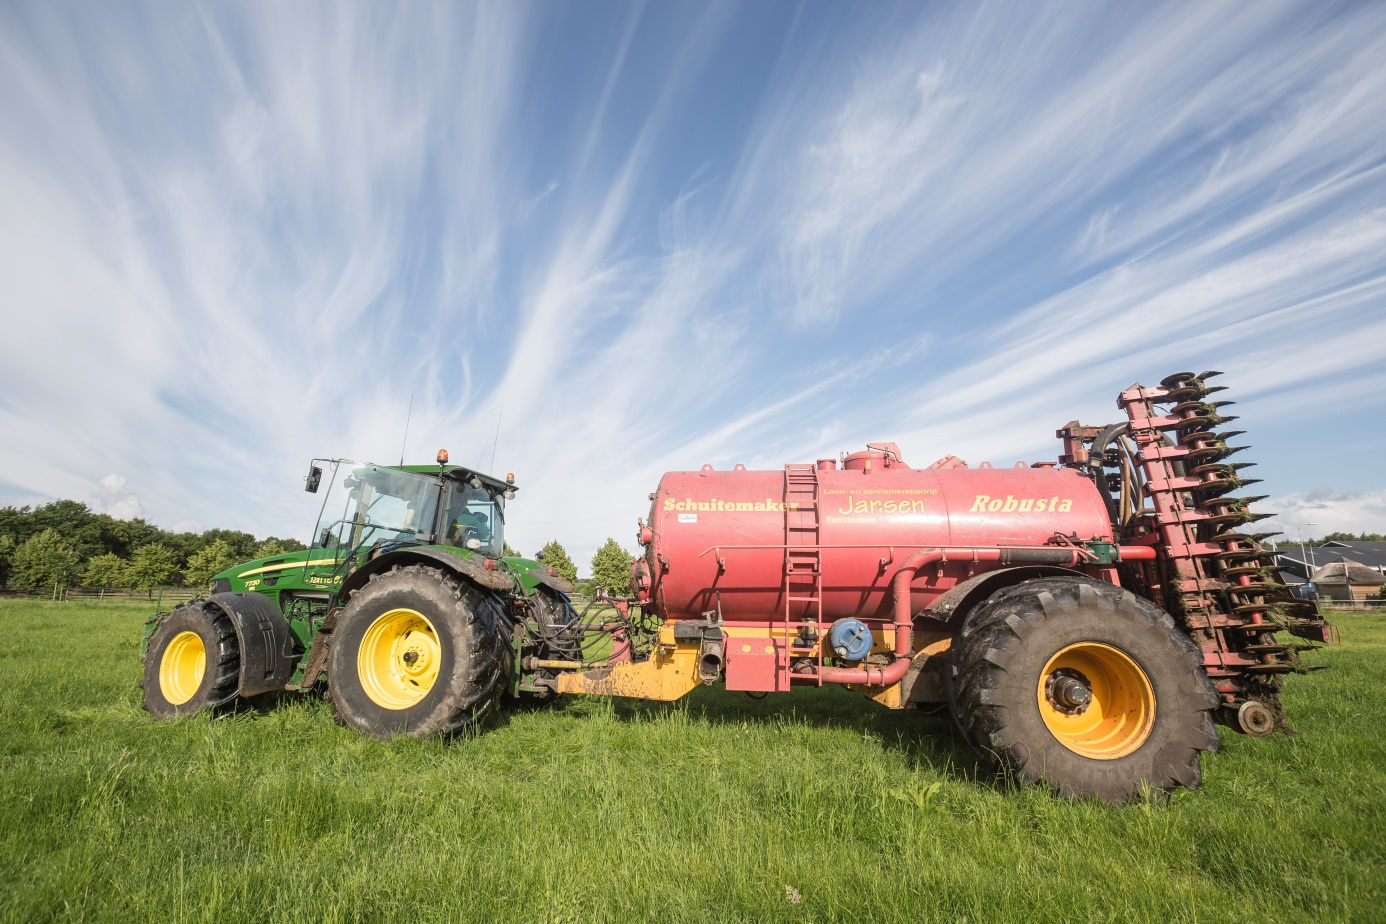 7730
Schuitemaker
Loon- en aannemersbedrijf
Jansen
Robusta